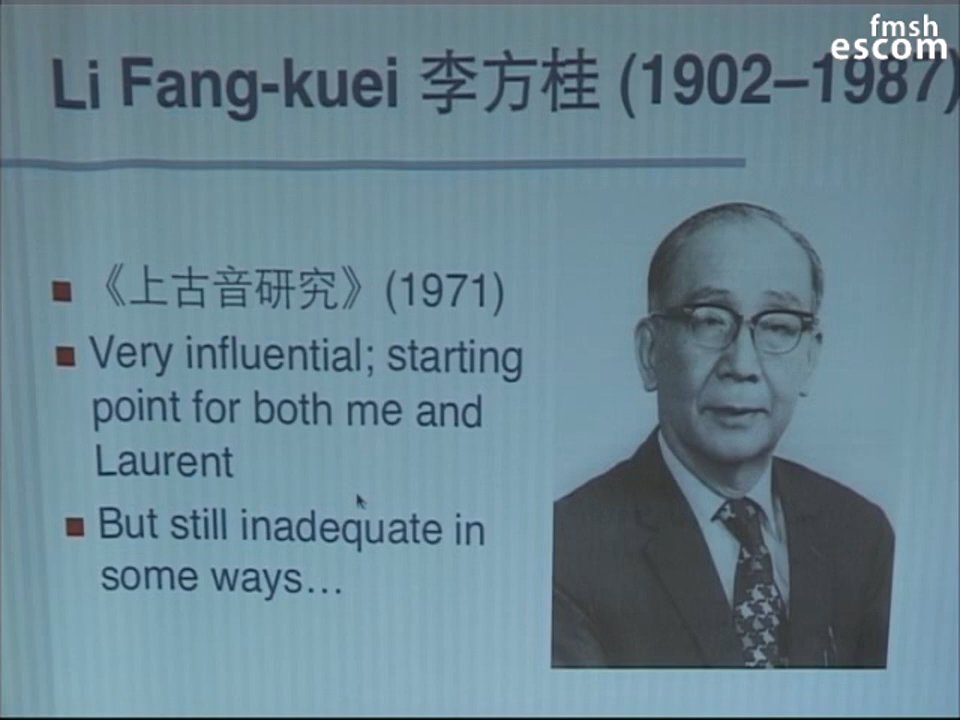 fmsh
escom
Li Fang-kuei 李方桂 (1902–1987)
《上古音研究》 (1971)
Very influential; starting
point for both me and
Laurent
But still inadequate in
some ways…